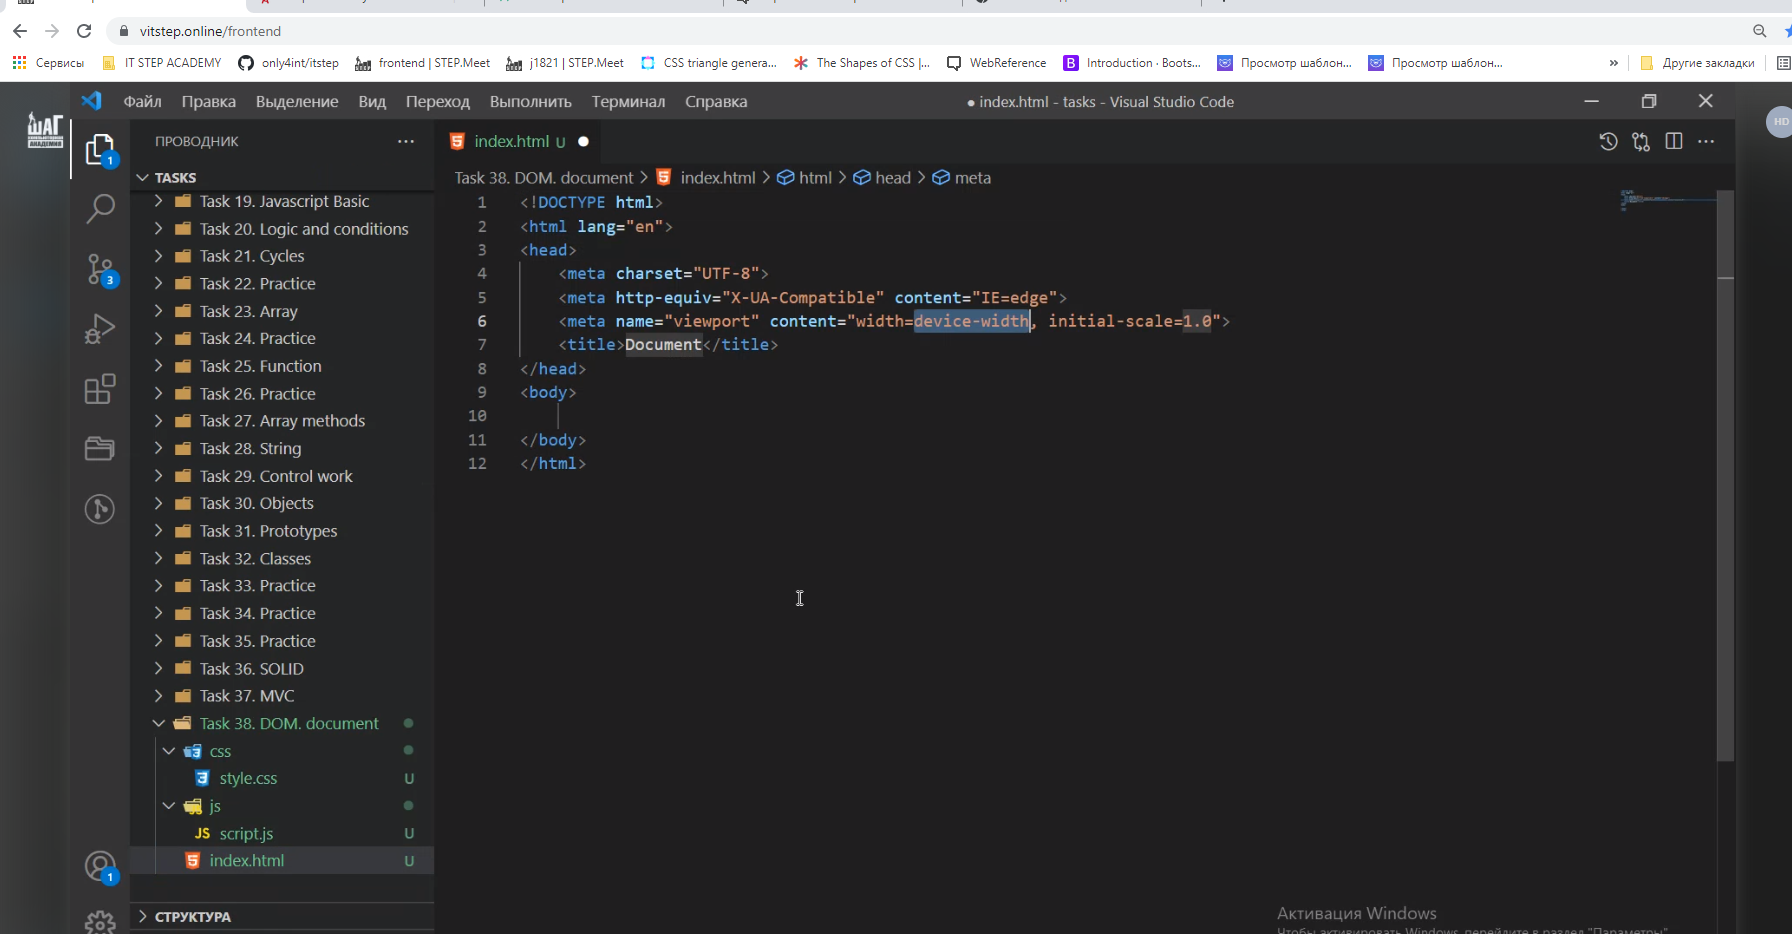 vitstep.online/frontend
Сервисы
IT STEP ACADEMY
only4int/itstep
frontend | STEP.Meet
j1821 | STEP.Meet
CSS triangle genera...
The Shapes of CSS |...
WebReference
B
Introduction · Boots...
Просмотр шаблон...
Просмотр шаблон...
»
Другие закладки
ШАГ
АКАДЕМИЯ
Файл
Правка
Выделение
Вид
Переход
Выполнить
Терминал
Справка
● index.html - tasks - Visual Studio Code
HD
ПРОВОДНИК
TASKS
Task 19. Javascript Basic
Task 20. Logic and conditions
Task 21. Cycles
Task 22. Practice
Task 23. Array
Task 24. Practice
Task 25. Function
Task 26. Practice
Task 27. Array methods
Task 28. String
Task 29. Control work
Task 30. Objects
Task 31. Prototypes
Task 32. Classes
Task 33. Practice
Task 34. Practice
Task 35. Practice
Task 36. SOLID
Task 37. MVC
Task 38. DOM. document
css
style.css U
js
JS script.js U
index.html U
СТРУКТУРА
1
3
1
index.html U
Task 38. DOM. document > index.html > html > head > meta
1 <!DOCTYPE html>
2 <html lang="en">
3 <head>
4 <meta charset="UTF-8">
5 <meta http-equiv="X-UA-Compatible" content="IE=edge">
6 <meta name="viewport" content="width=device-width, initial-scale=1.0">
7 <title>Document</title>
8 </head>
9 <body>
10
11 </body>
12 </html>
Активация Windows
Чтобы активировать Windows, перейдите в раздел "Параметры".